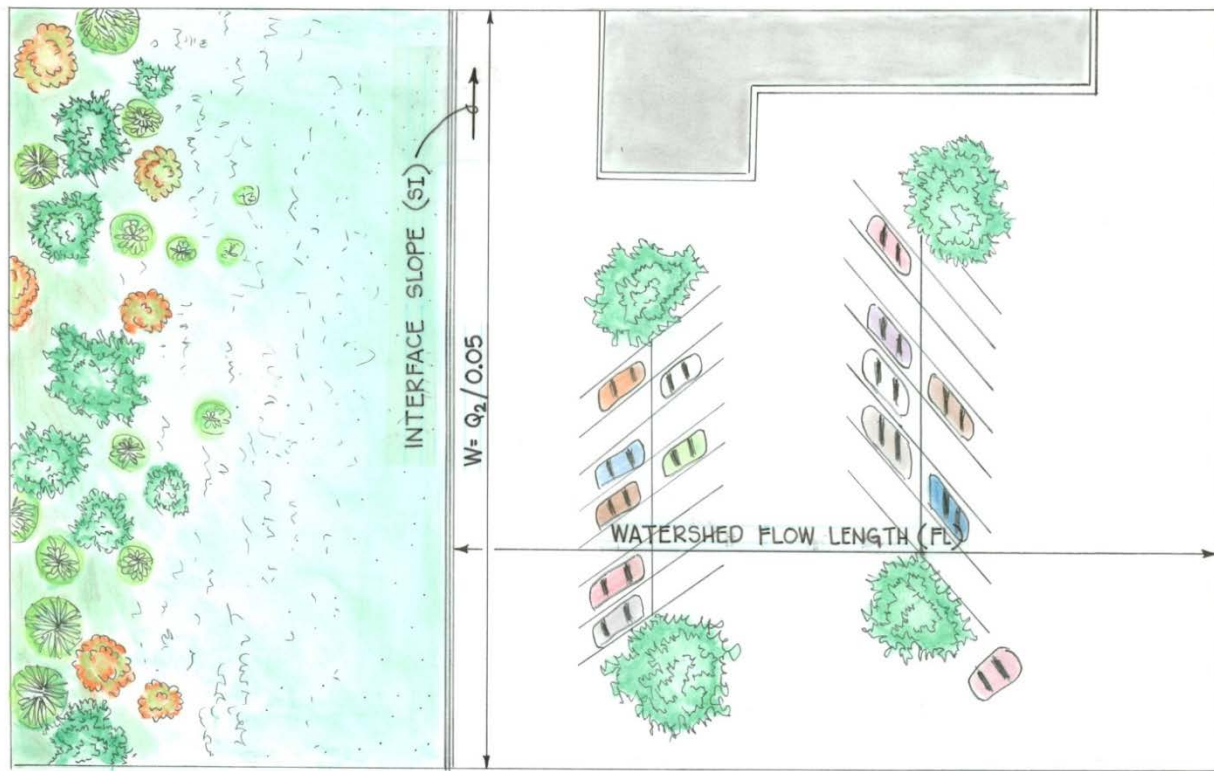 INTERFACE SLOPE (SI)
W= Q₂/0.05
WATERSHED FLOW LENGTH (FL)